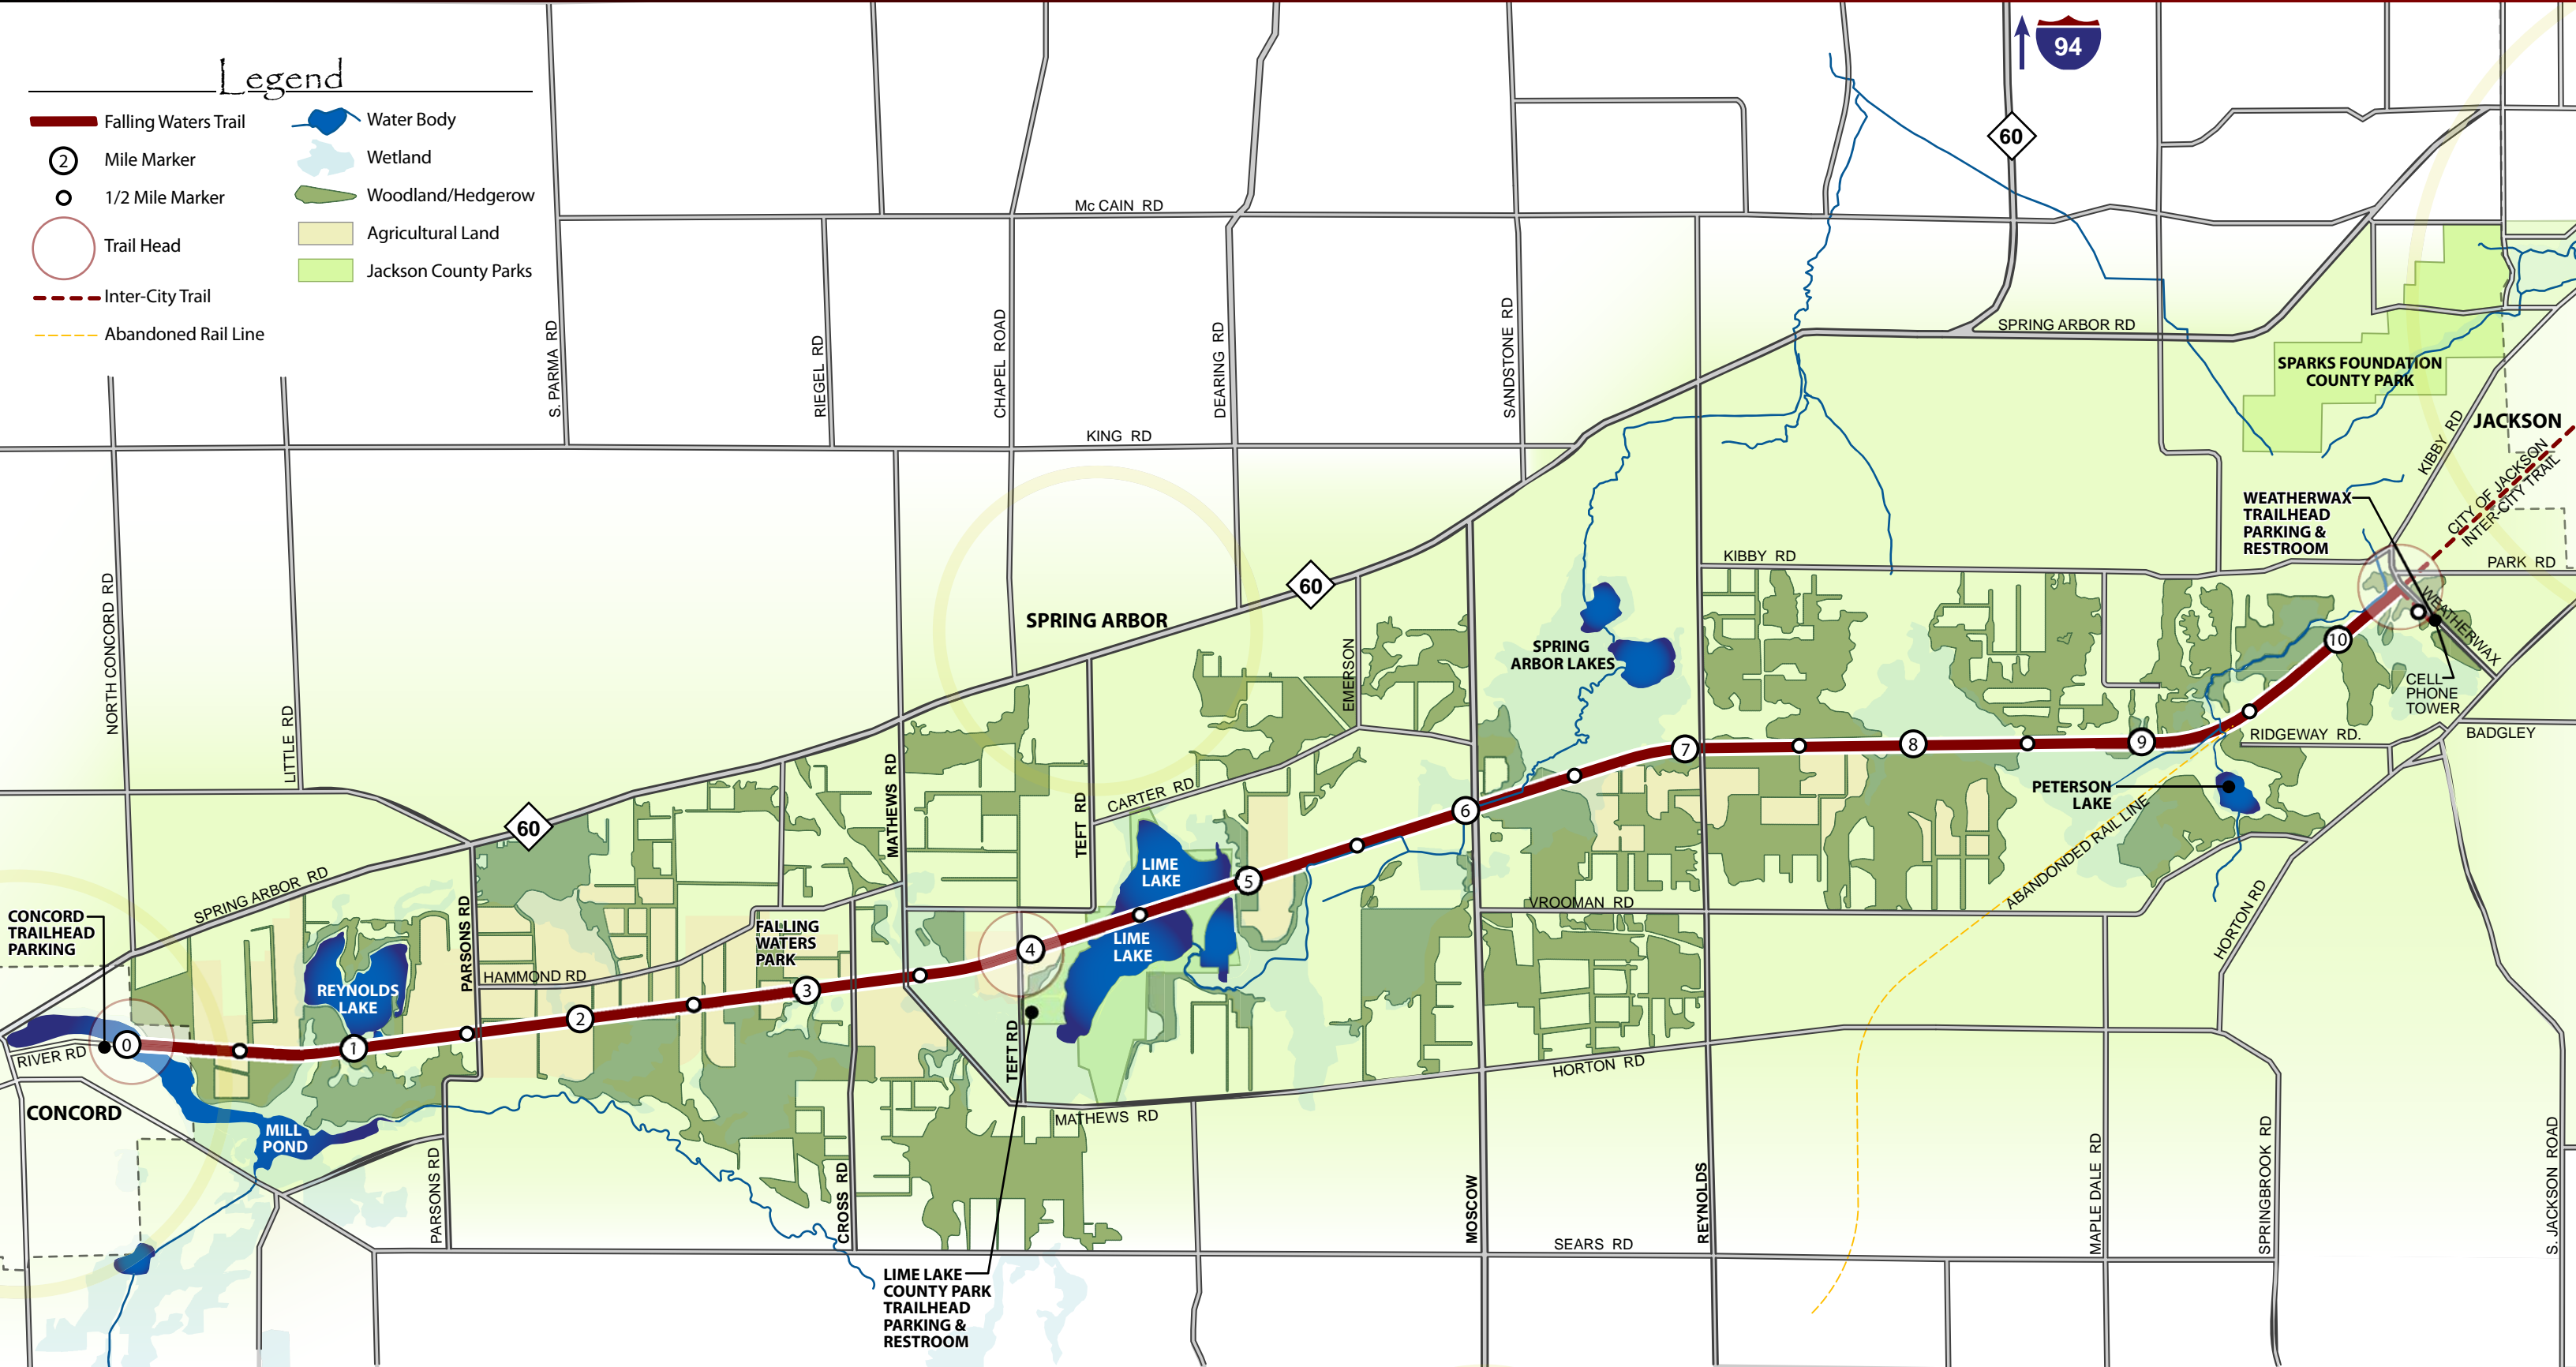 Legend
Falling Waters Trail
2
Mile Marker
1/2 Mile Marker
Trail Head
Inter-City Trail
Abandoned Rail Line
Water Body
Wetland
Woodland/Hedgerow
Agricultural Land
Jackson County Parks
94
60
Mc CAIN RD
S. PARMA RD
RIEGEL RD
CHAPEL ROAD
DEARING RD
SANDSTONE RD
SPRING ARBOR RD
SPARKS FOUNDATION
COUNTY PARK
KING RD
JACKSON
KIBBY RD
CITY OF JACKSON
INTER-CITY TRAIL
WEATHERWAX
TRAILHEAD
PARKING &
RESTROOM
KIBBY RD
PARK RD
WEATHERWAX
CELL
PHONE
TOWER
NORTH CONCORD RD
LITTLE RD
SPRING ARBOR
60
EMERSON
SPRING
ARBOR LAKES
10
7
8
9
RIDGEWAY RD.
BADGLEY
PETERSON
LAKE
ABANDONED RAIL LINE
60
MATHEWS RD
TEFT RD
CARTER RD
6
LIME
LAKE
5
SPRING ARBOR RD
CONCORD
TRAILHEAD
PARKING
PARSONS RD
FALLING
WATERS
PARK
VROOMAN RD
HORTON RD
4
LIME
LAKE
HAMMOND RD
REYNOLDS
LAKE
3
2
1
0
RIVER RD
CONCORD
MILL
POND
TEFT RD
HORTON RD
MATHEWS RD
PARSONS RD
CROSS RD
MOSCOW
REYNOLDS
MAPLE DALE RD
SPRINGBROOK RD
S. JACKSON ROAD
SEARS RD
LIME LAKE
COUNTY PARK
TRAILHEAD
PARKING &
RESTROOM